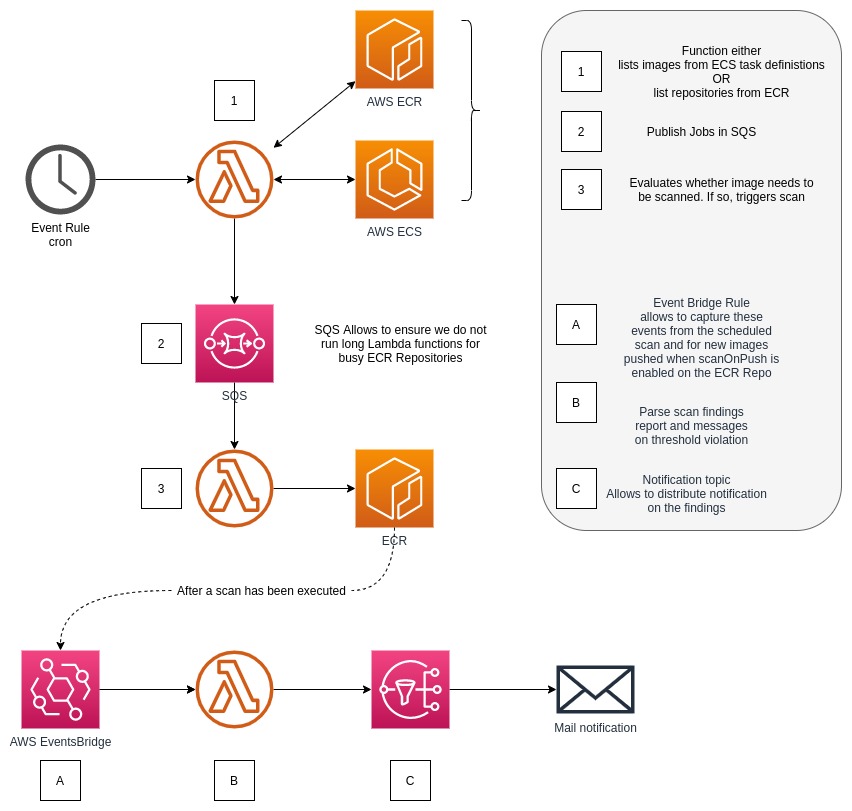 1
AWS ECR
Event Rule
cron
AWS ECS
2
SQS
SQS Allows to ensure we do not
run long Lambda functions for
busy ECR Repositories
3
ECR
After a scan has been executed
AWS EventsBridge
Mail notification
A
B
C
1
Function either
lists images from ECS task definistions
OR
list repositories from ECR
2
Publish Jobs in SQS
3
Evaluates whether image needs to
be scanned. If so, triggers scan
A
Event Bridge Rule
allows to capture these
events from the scheduled
scan and for new images
pushed when scanOnPush is
enabled on the ECR Repo
B
Parse scan findings
report and messages
on threshold violation
C
Notification topic
Allows to distribute notification
on the findings